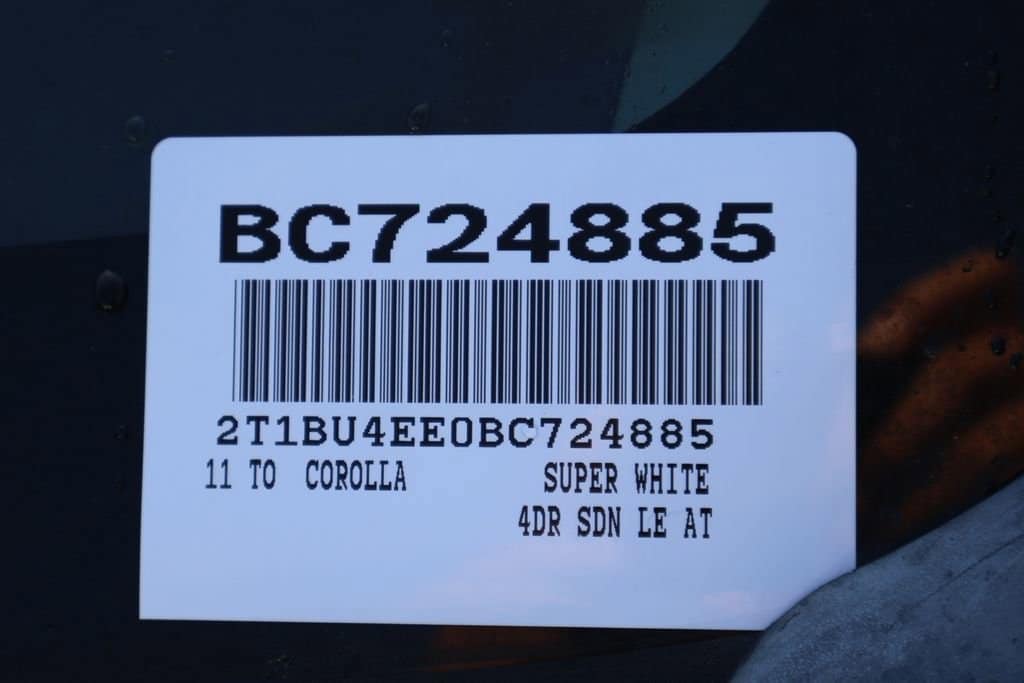 BC724885
2T1BU4EE0BC724885
11 TO COROLLA SUPER WHITE
4DR SDN LE AT